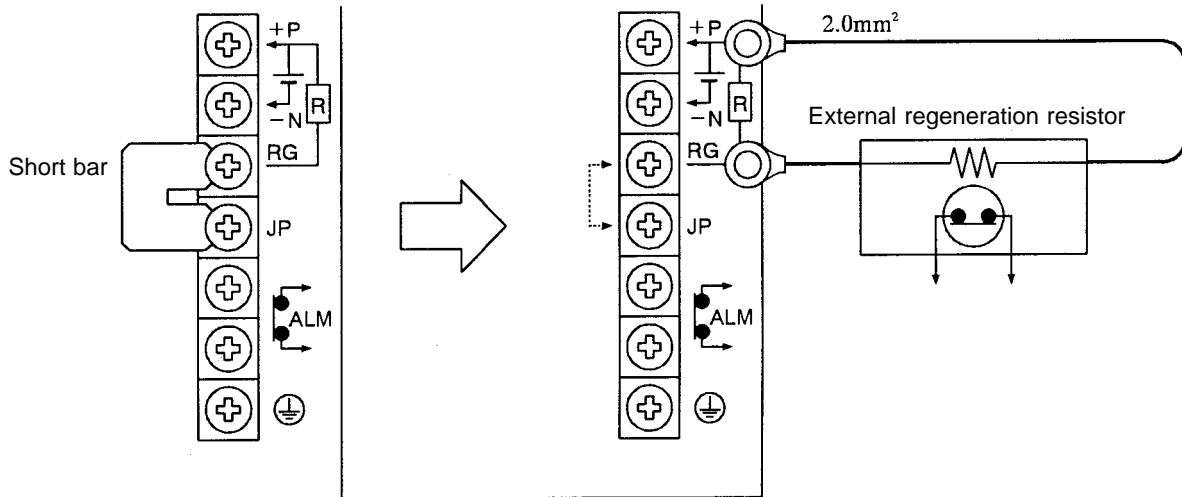 +P
R
−N
RG
Short bar
JP
ALM
+P
2.0mm²
R
−N
External regeneration resistor
RG
JP
ALM